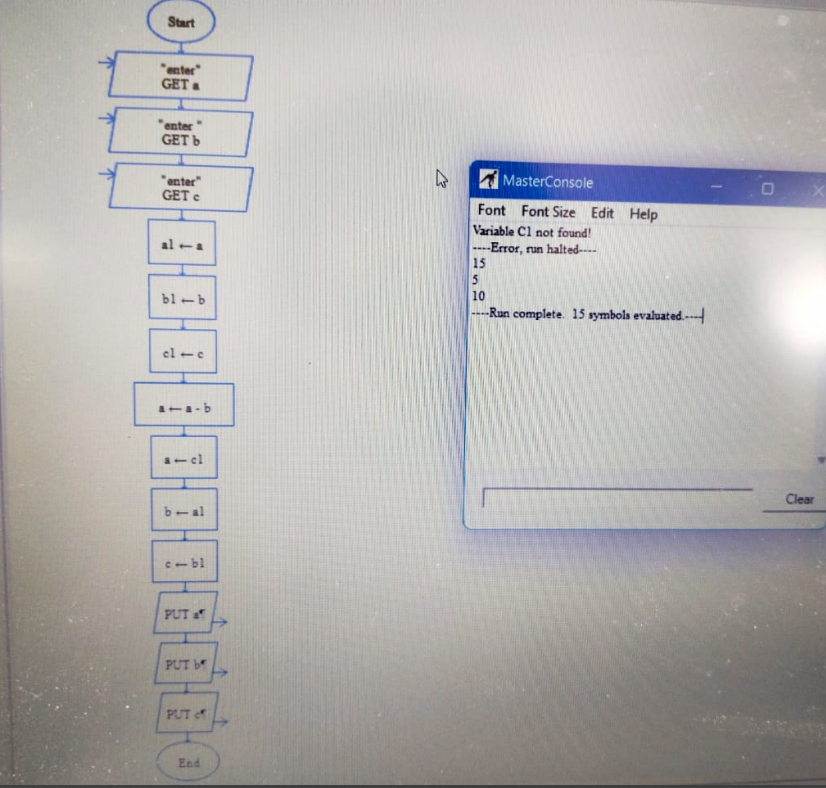 Start
"enter"
GET a
"enter "
GET b
"enter"
GET c
a1 ← a
b1 ← b
c1 ← c
a ← a - b
a ← c1
b ← a1
c ← b1
PUT a¶
PUT b¶
PUT c¶
End
MasterConsole
Font Font Size Edit Help
Variable C1 not found!
----Error, run halted----
15
5
10
----Run complete. 15 symbols evaluated.----
Clear